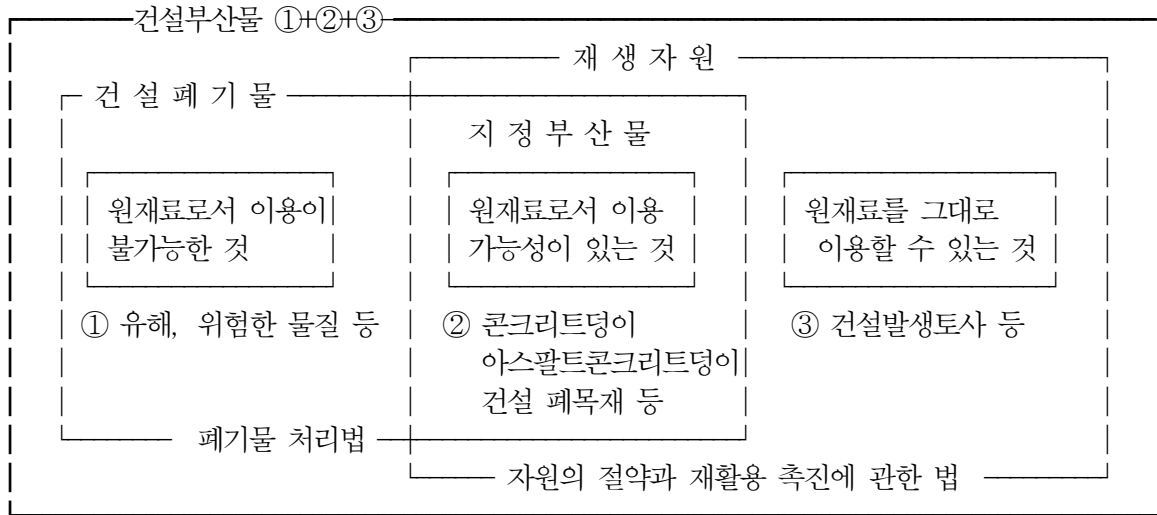 건설부산물 ①+②+③
재 생 자 원
건 설 폐 기 물
지 정 부 산 물
원재료로서 이용이
불가능한 것
원재료로서 이용
가능성이 있는 것
원재료를 그대로
이용할 수 있는 것
① 유해, 위험한 물질 등
② 콘크리트덩이
아스팔트콘크리트덩이
건설 폐목재 등
③ 건설발생토사 등
폐기물 처리법
자원의 절약과 재활용 촉진에 관한 법